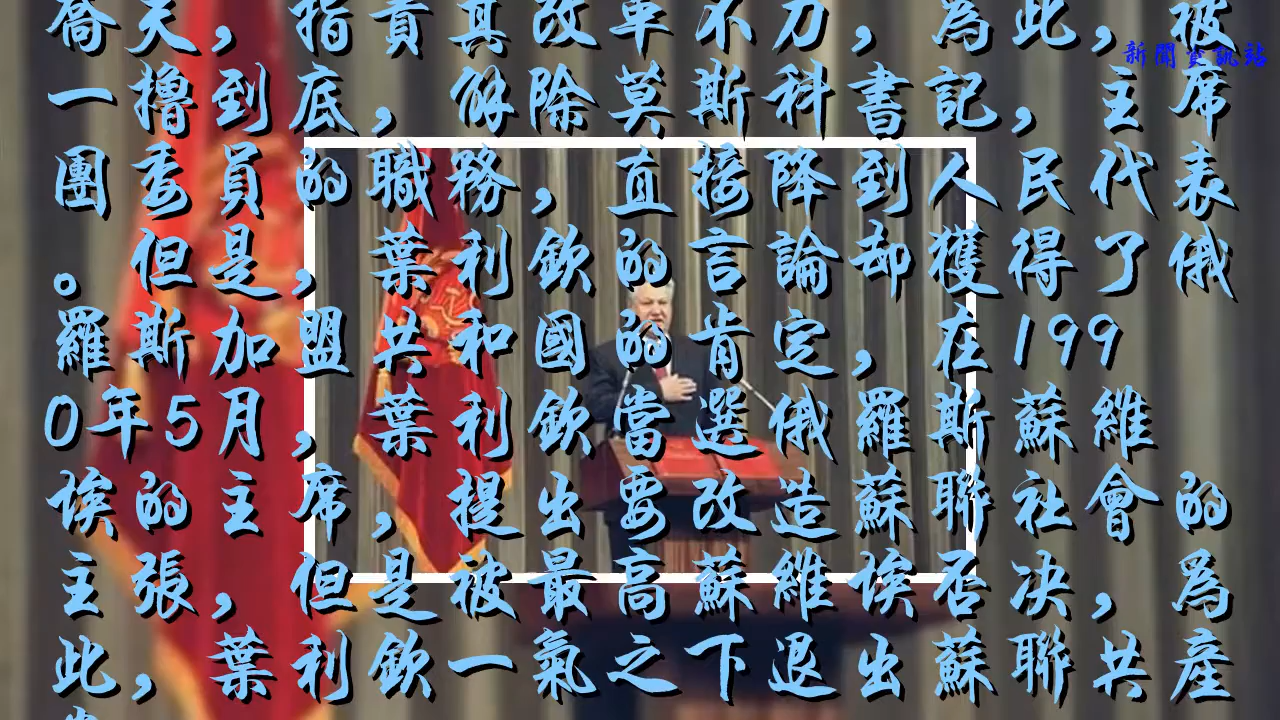 喬夫，指責其改革不力，為此，被
新聞資訊站
一擼到底，解除莫斯科書記，主席
團委員的職務，直接降到人民代表
。但是，葉利欽的言論却獲得了俄
羅斯加盟共和國的肯定，在199
0年5月，葉利欽當選俄羅斯蘇維
埃的主席，提出要改造蘇聯社會的
主張，但是被最高蘇維埃否决，為
此，葉利欽一氣之下退出蘇聯共產